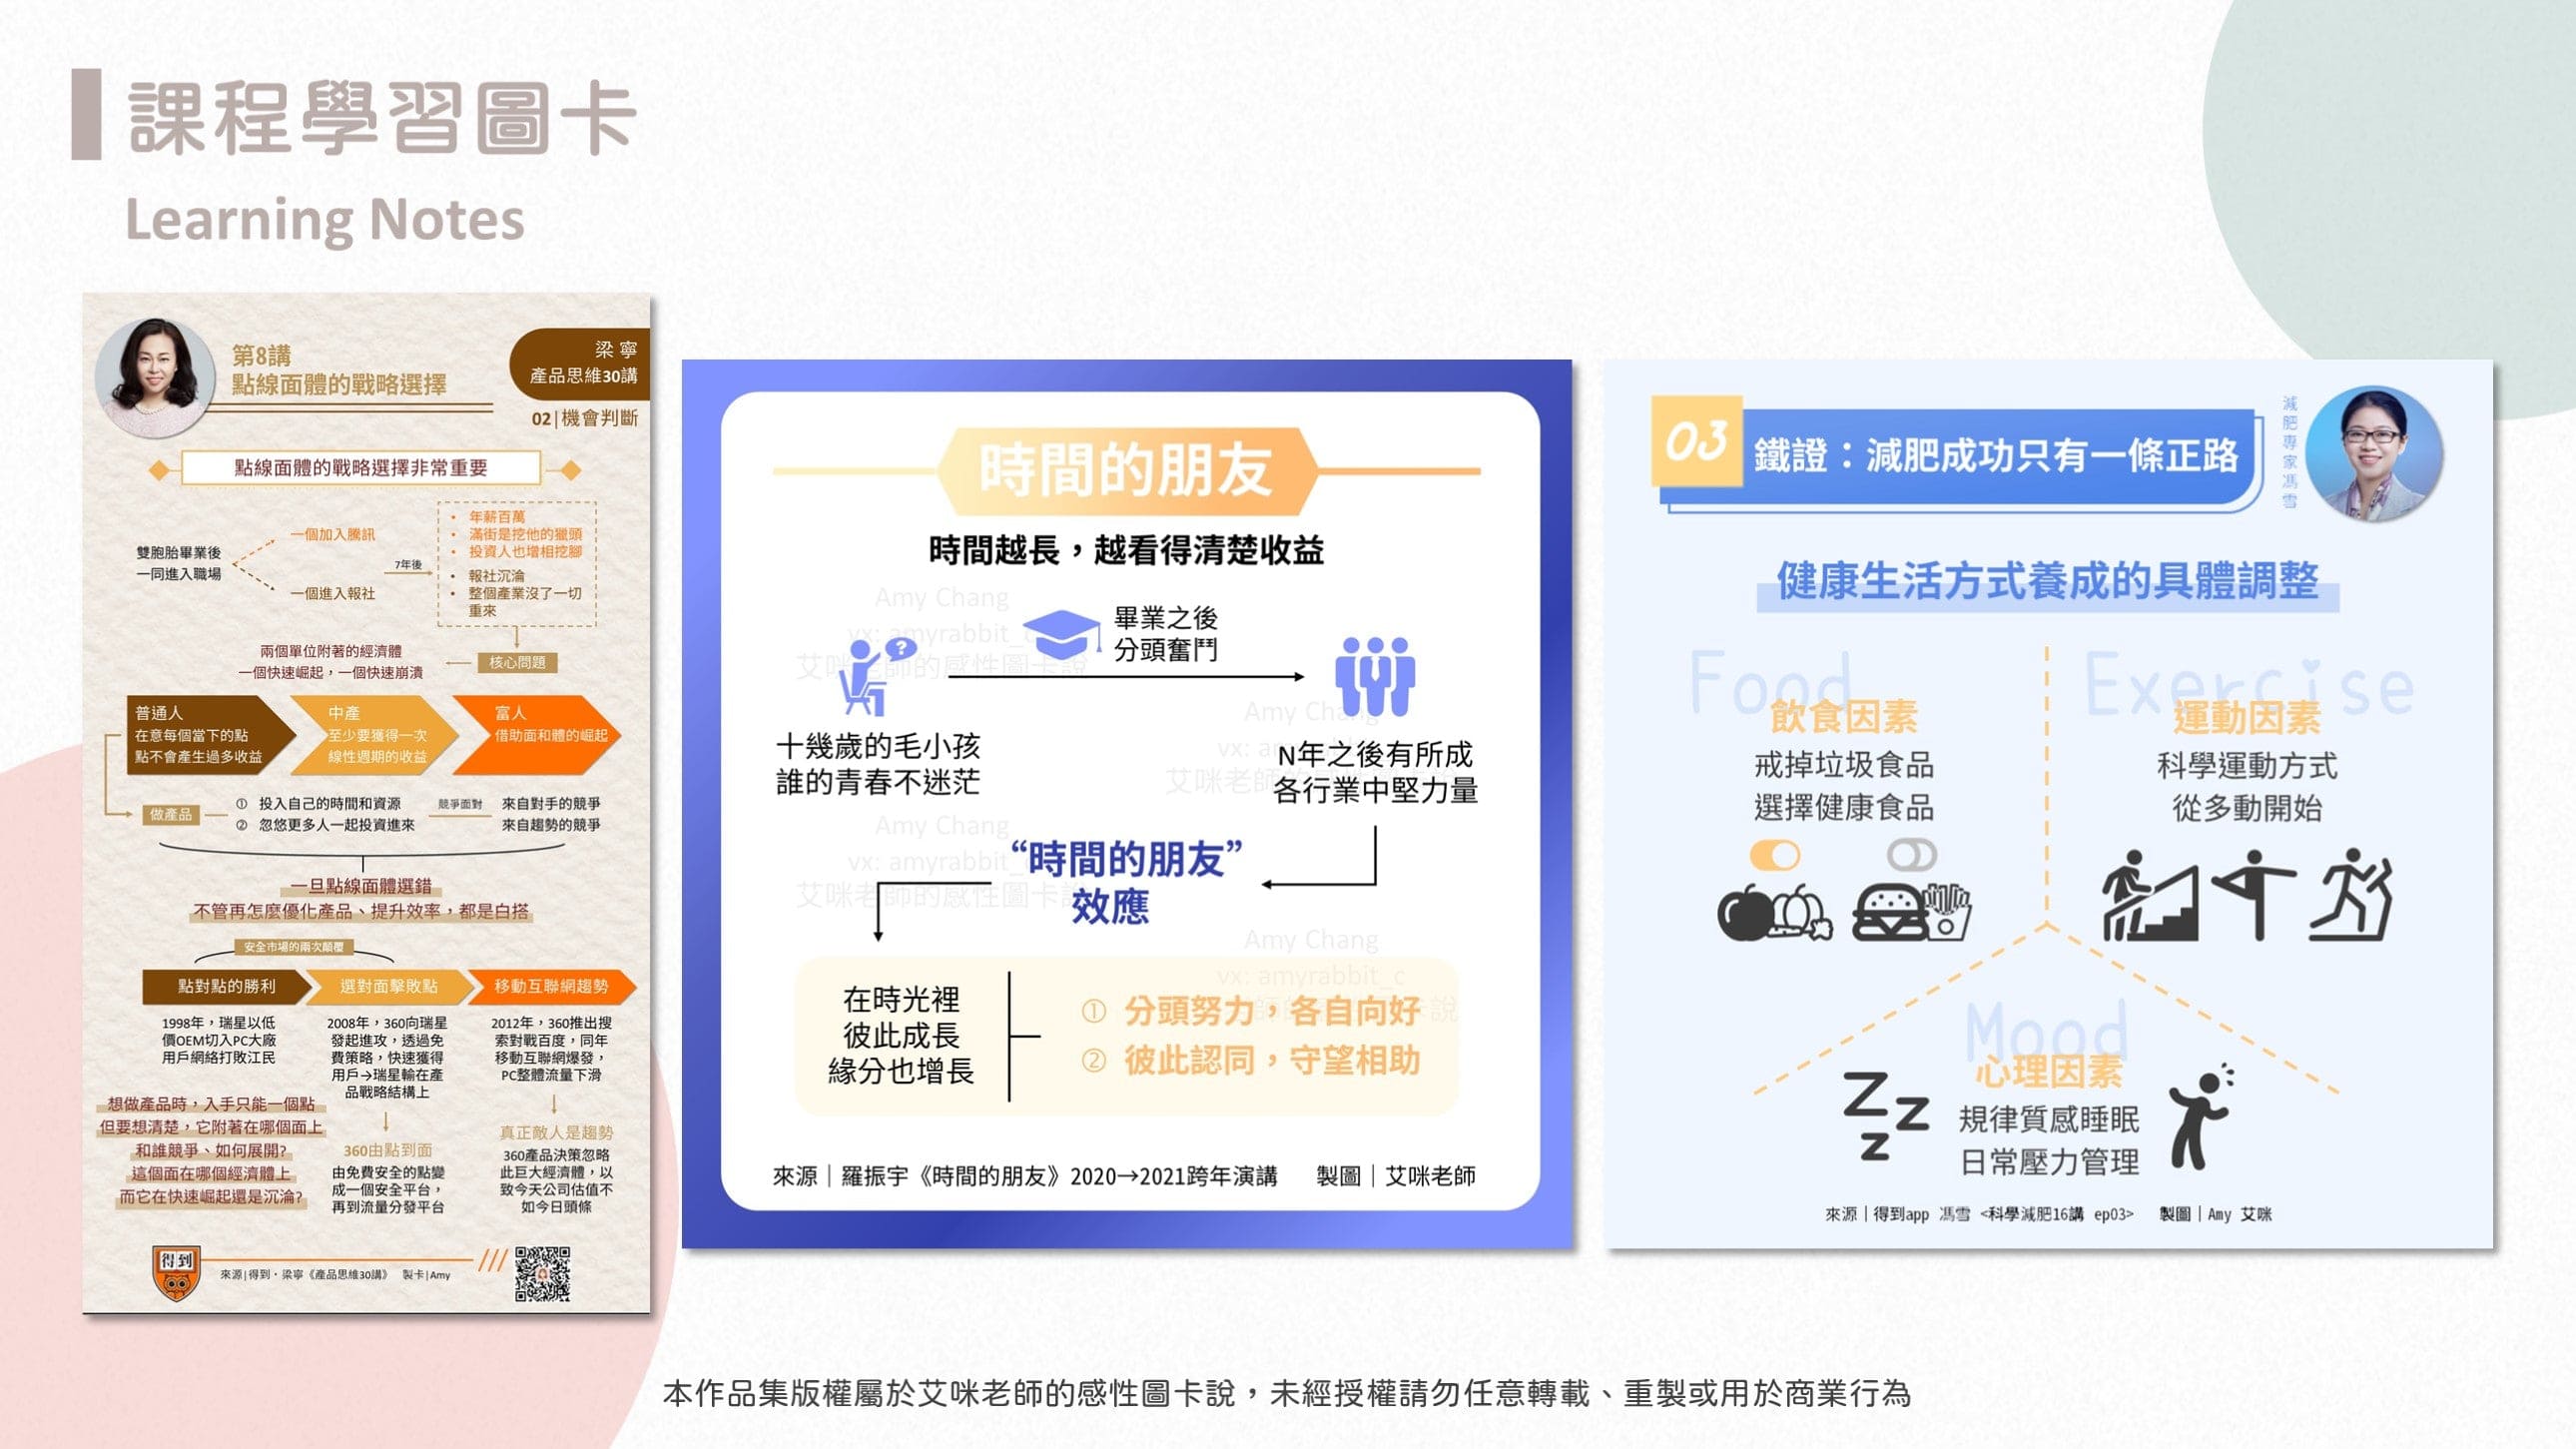 課程學習圖卡
Learning Notes
第8講
點線面體的戰略選擇
梁寧
產品思維30講
02|機會判斷
點線面體的戰略選擇非常重要
雙胞胎畢業後
一同進入職場
一個加入騰訊
一個進入報社
7年後
• 年薪百萬
• 滿街是挖他的獵頭
• 投資人也增相挖腳
• 報社沉淪
• 整個產業沒了一切
重來
核心問題
兩個單位附著的經濟體
一個快速崛起，一個快速崩潰
普通人
在意每個當下的點
點不會產生過多收益
中產
至少要獲得一次
線性週期的收益
富人
借助面和體的崛起
做產品
① 投入自己的時間和資源
② 忽悠更多人一起投資進來
競爭面對
來自對手的競爭
來自趨勢的競爭
一旦點線面體選錯
不管再怎麼優化產品、提升效率，都是白搭
安全市場的兩次顛覆
點對點的勝利
選對面擊敗點
移動互聯網趨勢
1998年，瑞星以低
價OEM切入PC大廠
用戶網絡打敗江民
2008年，360向瑞星
發起進攻，透過免
費策略，快速獲得
用戶→瑞星輸在產
品戰略結構上
2012年，360推出搜
索對戰百度，同年
移動互聯網爆發，
PC整體流量下滑
想做產品時，入手只能一個點
但要想清楚，它附著在哪個面上
和誰競爭、如何展開?
這個面在哪個經濟體上
而它在快速崛起還是沉淪?
360由點到面
由免費安全的點變
成一個安全平台，
再到流量分發平台
真正敵人是趨勢
360產品決策忽略
此巨大經濟體，以
致今天公司估值不
如今日頭條
得到
來源|得到・梁寧《產品思維30講》 製卡|Amy
時間的朋友
時間越長，越看得清楚收益
畢業之後
分頭奮鬥
?
十幾歲的毛小孩
誰的青春不迷茫
N年之後有所成
各行業中堅力量
“時間的朋友”
效應
在時光裡
彼此成長
緣分也增長
① 分頭努力，各自向好
② 彼此認同，守望相助
來源｜羅振宇《時間的朋友》2020→2021跨年演講 製圖｜艾咪老師
Amy Chang
vx: amyrabbit_c
艾咪老師的感性圖卡說
Amy Chang
艾咪老師
Amy Chang
vx: amyrabbit_
艾咪老師的感性圖卡說
Amy Chang
vx: amyrabbit_c
03
鐵證：減肥成功只有一條正路
減肥專家馮雪
健康生活方式養成的具體調整
Food
飲食因素
戒掉垃圾食品
選擇健康食品
Exercise
運動因素
科學運動方式
從多動開始
Mood
心理因素
規律質感睡眠
日常壓力管理
Z
Z
Z
來源｜得到app 馮雪 <科學減肥16講 ep03> 製圖｜Amy 艾咪
本作品集版權屬於艾咪老師的感性圖卡說，未經授權請勿任意轉載、重製或用於商業行為